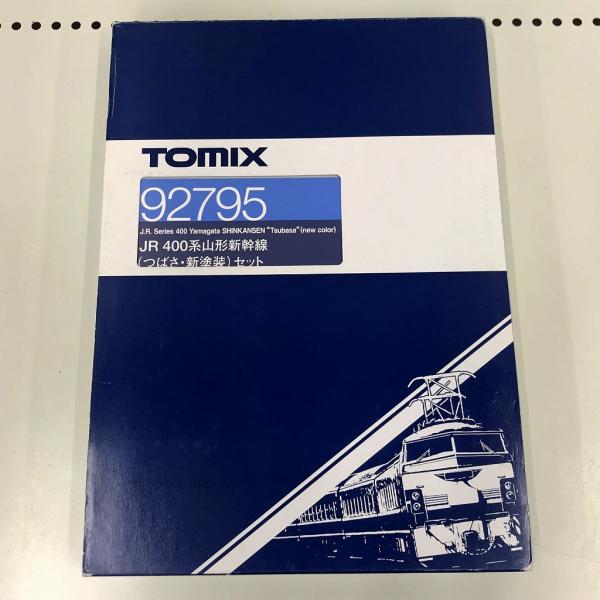 TOMIX
92795
J.R. Series 400 Yamagata SHINKANSEN "Tsubasa"(new color)
JR 400系山形新幹線
(つばさ・新塗装)セット